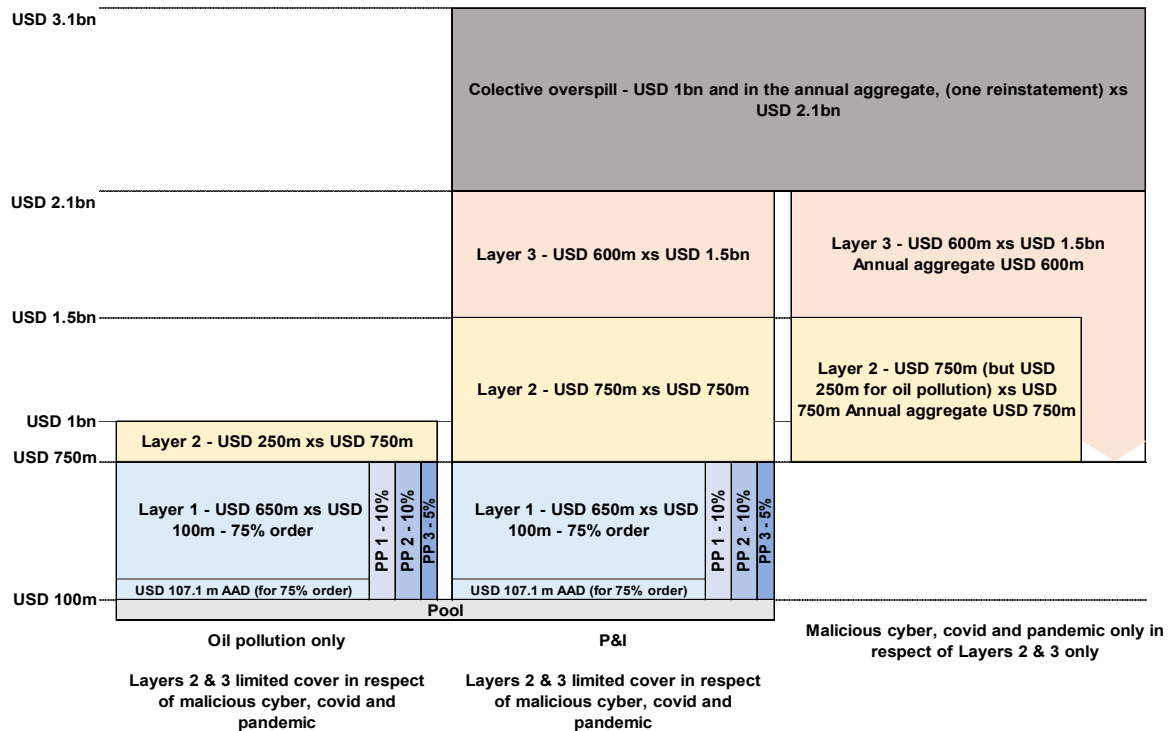 USD 3.1bn
Colective overspill - USD 1bn and in the annual aggregate, (one reinstatement) xs
USD 2.1bn
USD 2.1bn
Layer 3 - USD 600m xs USD 1.5bn
Layer 3 - USD 600m xs USD 1.5bn
Annual aggregate USD 600m
USD 1.5bn
Layer 2 - USD 750m xs USD 750m
Layer 2 - USD 750m (but USD
250m for oil pollution) xs USD
750m Annual aggregate USD 750m
USD 1bn
Layer 2 - USD 250m xs USD 750m
USD 750m
Layer 1 - USD 650m xs USD
100m - 75% order
PP 1 - 10%
PP 2 - 10%
PP 3 - 5%
Layer 1 - USD 650m xs USD
100m - 75% order
PP 1 - 10%
PP 2 - 10%
PP 3 - 5%
USD 107.1 m AAD (for 75% order)
USD 107.1 m AAD (for 75% order)
USD 100m
Pool
Oil pollution only
Layers 2 & 3 limited cover in respect
of malicious cyber, covid and
pandemic
P&I
Layers 2 & 3 limited cover in respect
of malicious cyber, covid and
pandemic
Malicious cyber, covid and pandemic only in
respect of Layers 2 & 3 only